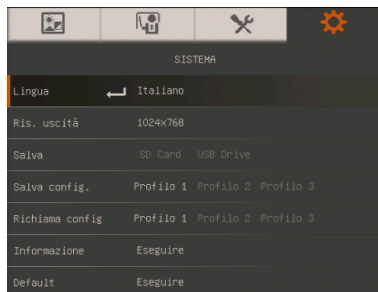 SISTEMA
Lingua Italiano
Ris. uscità 1024x768
Salva SD Card USB Drive
Salva config. Profilo 1 Profilo 2 Profilo 3
Richiama config Profilo 1 Profilo 2 Profilo 3
Informazione Eseguire
Default Eseguire